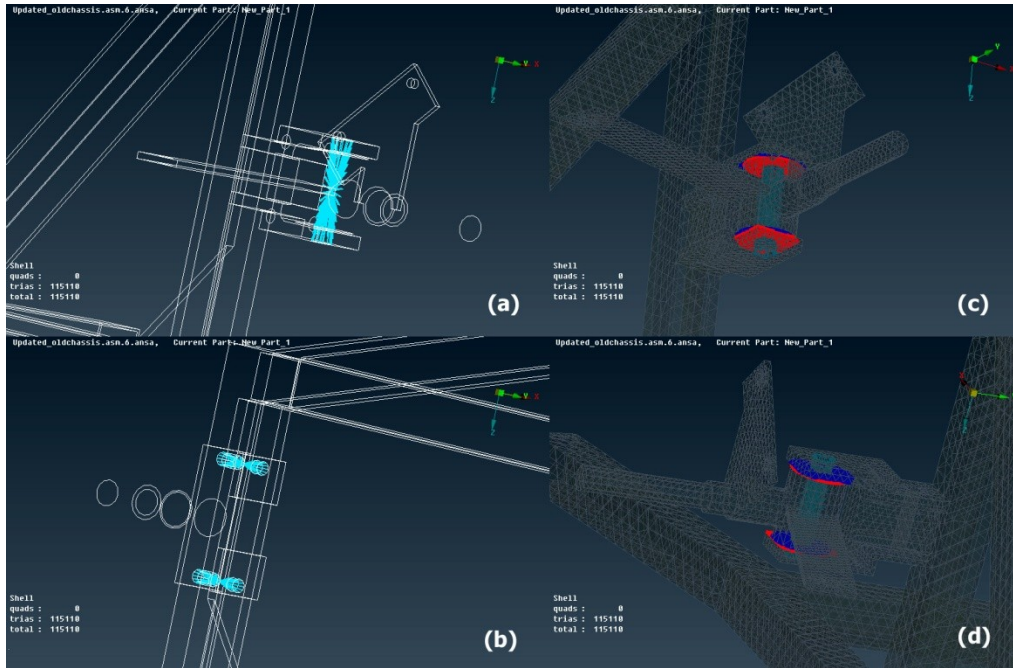 Updated_oldchassis.asm.6.ansa,   Current Part: New_Part_1
Y X
Z
Shell
quads :   0
trias : 115110
total : 115110
(a)
Updated_oldchassis.asm.6.ansa,   Current Part: New_Part_1
Y
Z
Shell
quads :   0
trias : 115110
total : 115110
(c)
Updated_oldchassis.asm.6.ansa,   Current Part: New_Part_1
Y X
Z
Shell
quads :   0
trias : 115110
total : 115110
(b)
Updated_oldchassis.asm.6.ansa,   Current Part: New_Part_1
X
Shell
quads :   0
trias : 115110
total : 115110
(d)